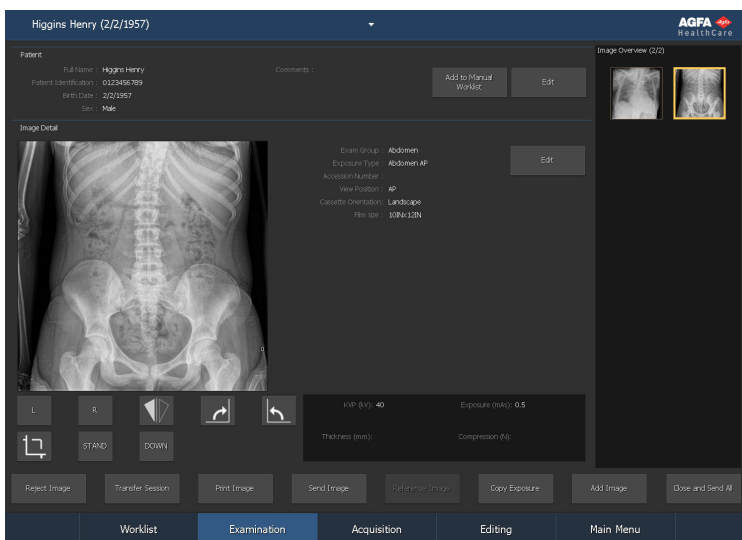 Higgins Henry (2/2/1957)
AGFA
HealthCare
Patient
Full Name : Higgins Henry
Patient Identification : 0123456789
Birth Date : 2/2/1957
Sex : Male
Comments :
Add to Manual
Worklist
Edit
Image Overview (2/2)
Image Detail
Exam Group : Abdomen
Exposure Type : Abdomen AP
Accession Number :
View Position : AP
Cassette Orientation: Landscape
Film size : 10INx12IN
Edit
L
R
STAND
DOWN
KVP (kV): 40
Exposure (mAs): 0.5
Thickness (mm):
Compression (N):
Reject Image
Transfer Session
Print Image
Send Image
Reference Image
Copy Exposure
Add Image
Close and Send All
Worklist
Examination
Acquisition
Editing
Main Menu